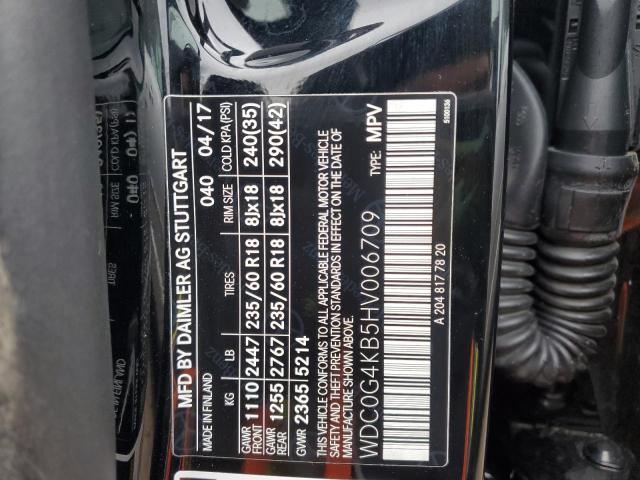 MFD BY DAIMLER AG STUTTGART
MADE IN FINLAND 040 04/17
KG LB TIRES RIM SIZE COLD KPA(PSI)
GAWR FRONT 1110 2447 235/60 R18 8Jx18 240(35)
GAWR REAR 1255 2767 235/60 R18 8Jx18 290(42)
GVWR 2365 5214
THIS VEHICLE CONFORMS TO ALL APPLICABLE FEDERAL MOTOR VEHICLE
SAFETY AND THEFT PREVENTION STANDARDS IN EFFECT ON THE DATE OF
MANUFACTURE SHOWN ABOVE.
WDC0G4KB5HV006709 TYPE: MPV
A 204 817 78 20
5100136